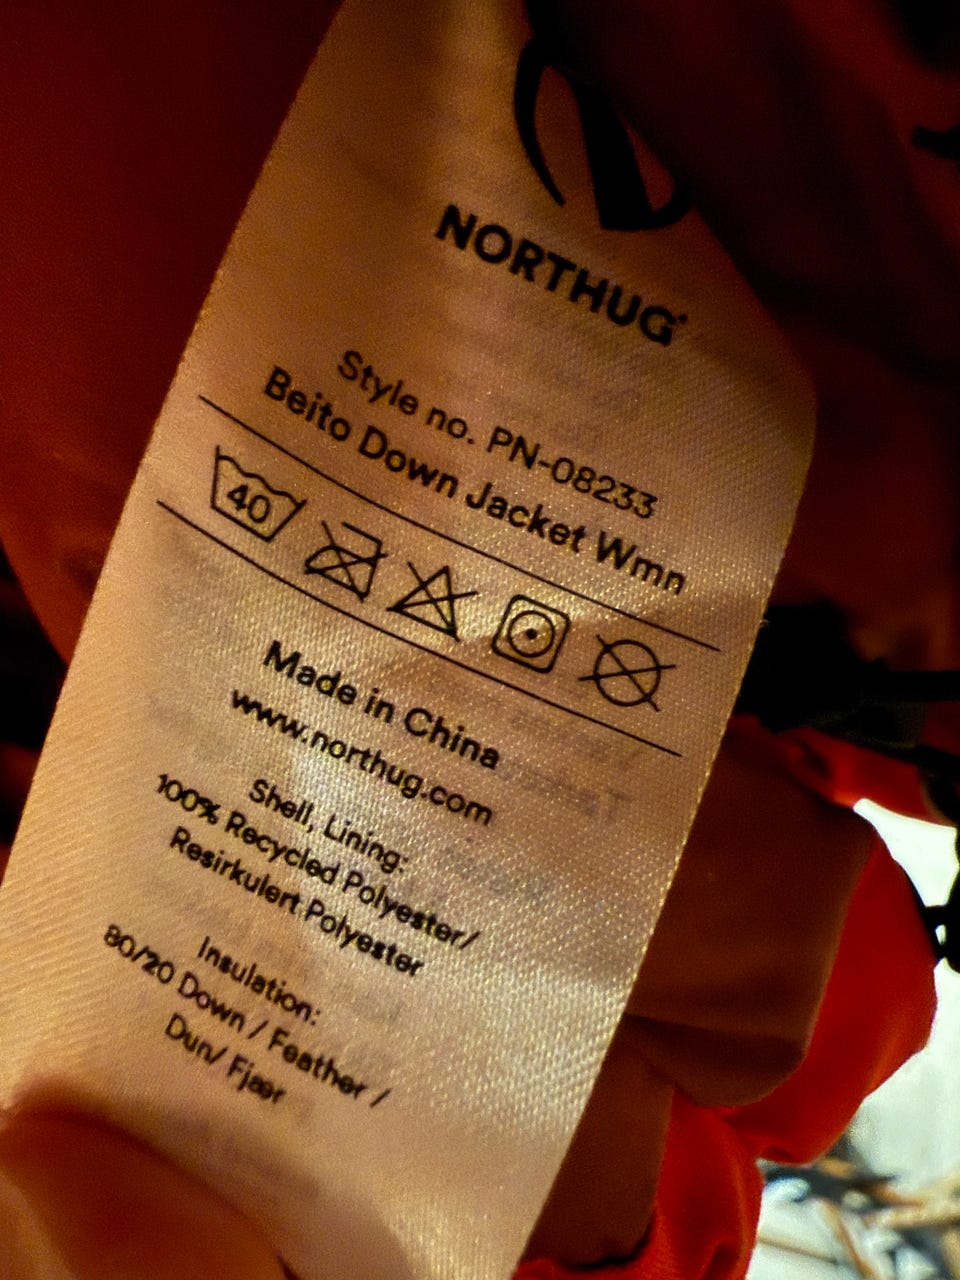 NORTHUG
Style no. PN-08233
Beito Down Jacket Wmn
40
Made in China
www.northug.com
Shell, Lining:
100% Recycled Polyester/
Resirkulert Polyester
Insulation:
80/20 Down / Feather /
Dun/ Fjær